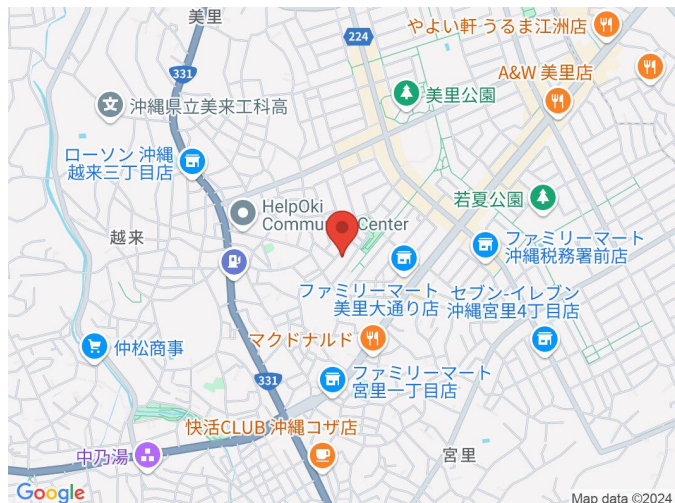 美里
やよい軒 うるま江洲店
224
331
A&W 美里店
沖縄県立美来工科高
美里公園
ローソン 沖縄
越来三丁目店
若夏公園
HelpOki
Community Center
越来
ファミリーマート
沖縄税務署前店
ファミリーマート
美里大通り店
セブン-イレブン
沖縄宮里4丁目店
マクドナルド
仲松商事
331
ファミリーマート
宮里一丁目店
快活CLUB 沖縄コザ店
中乃湯
宮里
Google
Map data ©2024